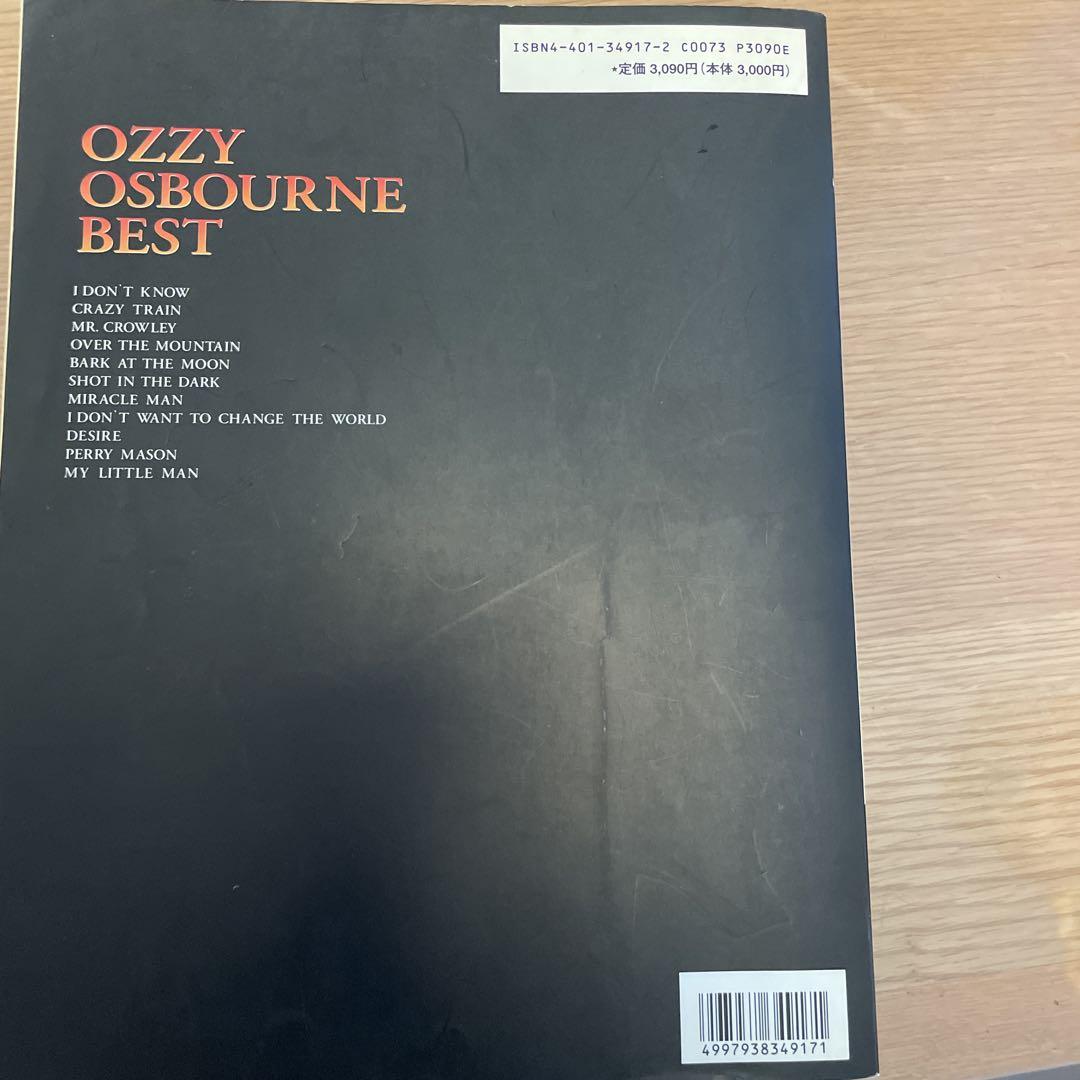 ISBN4-401-34917-2 C0073 P3090E
*定価 3,090円(本体 3,000円)
OZZY
OSBOURNE
BEST
I DON'T KNOW
CRAZY TRAIN
MR. CROWLEY
OVER THE MOUNTAIN
BARK AT THE MOON
SHOT IN THE DARK
MIRACLE MAN
I DON'T WANT TO CHANGE THE WORLD
DESIRE
PERRY MASON
MY LITTLE MAN
4997938349171